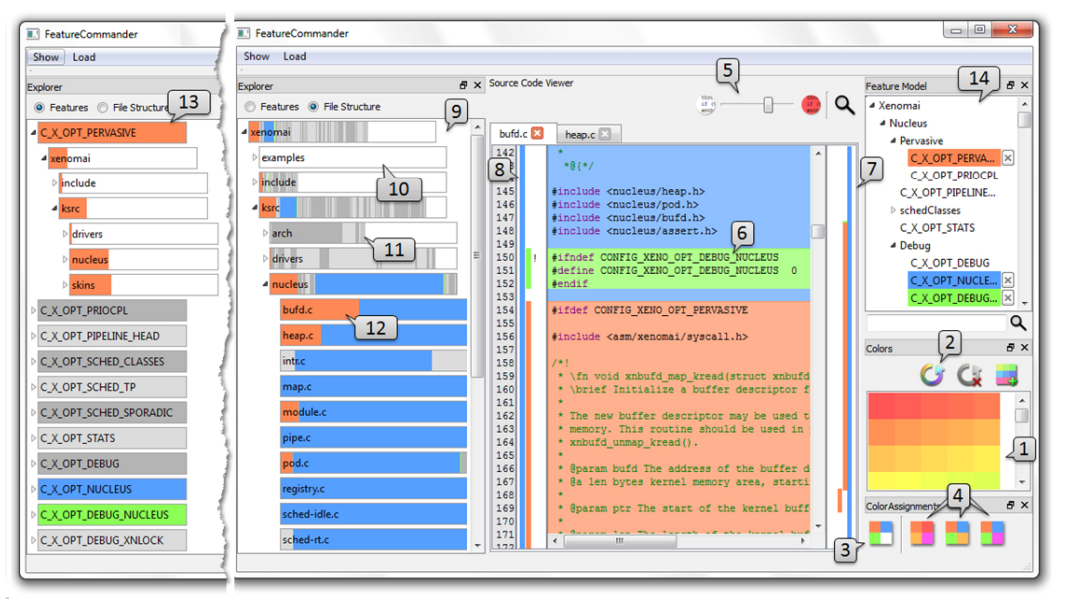 FeatureCommander
Show Load
Explorer
Features File Structure
13
C_X_OPT_PERVASIVE
xenomai
include
ksrc
drivers
nucleus
skins
C_X_OPT_PRIOCPL
C_X_OPT_PIPELINE_HEAD
C_X_OPT_SCHED_CLASSES
C_X_OPT_SCHED_TP
C_X_OPT_SCHED_SPORADIC
C_X_OPT_STATS
C_X_OPT_DEBUG
C_X_OPT_NUCLEUS
C_X_OPT_DEBUG_NUCLEUS
C_X_OPT_DEBUG_XNLOCK
FeatureCommander
Show Load
Explorer
Features File Structure
9
xenomai
examples
10
include
ksrc
arch
11
drivers
nucleus
bufd.c
12
heap.c
intr.c
map.c
module.c
pipe.c
pod.c
registry.c
sched-idle.c
sched-rt.c
Source Code Viewer
5
bufd.c heap.c
8
7
142 *
*@{*/
145 #include <nucleus/heap.h>
146 #include <nucleus/pod.h>
147 #include <nucleus/bufd.h>
148 #include <nucleus/assert.h>
149
6
150 ! #ifndef CONFIG_XENO_OPT_DEBUG_NUCLEUS
151 #define CONFIG_XENO_OPT_DEBUG_NUCLEUS 0
152 #endif
153
154 #ifdef CONFIG_XENO_OPT_PERVASIVE
155
156 #include <asm/xenomai/syscall.h>
157
158 /*!
159 * \fn void xnbufd_map_kread(struct xnbufd
160 * \brief Initialize a buffer descriptor f
161 *
162 * The new buffer descriptor may be used t
163 * memory. This routine should be used in
164 * xnbufd_unmap_kread().
165 *
166 * @param bufd The address of the buffer d
167 * @a len bytes kernel memory area, starti
168 *
169 * @param ptr The start of the kernel buff
170 *
171
172
Feature Model
14
Xenomai
Nucleus
Pervasive
C_X_OPT_PERVA...
C_X_OPT_PRIOCPL
C_X_OPT_PIPELINE...
schedClasses
C_X_OPT_STATS
Debug
C_X_OPT_DEBUG
C_X_OPT_NUCLE...
C_X_OPT_DEBUG...
Colors
2
1
ColorAssignments
4
3